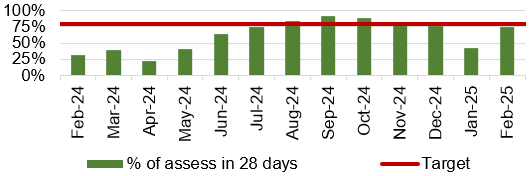 100%
75%
50%
25%
0%
Feb-24
Mar-24
Apr-24
May-24
Jun-24
Jul-24
Aug-24
Sep-24
Oct-24
Nov-24
Dec-24
Jan-25
Feb-25
% of assess in 28 days
Target